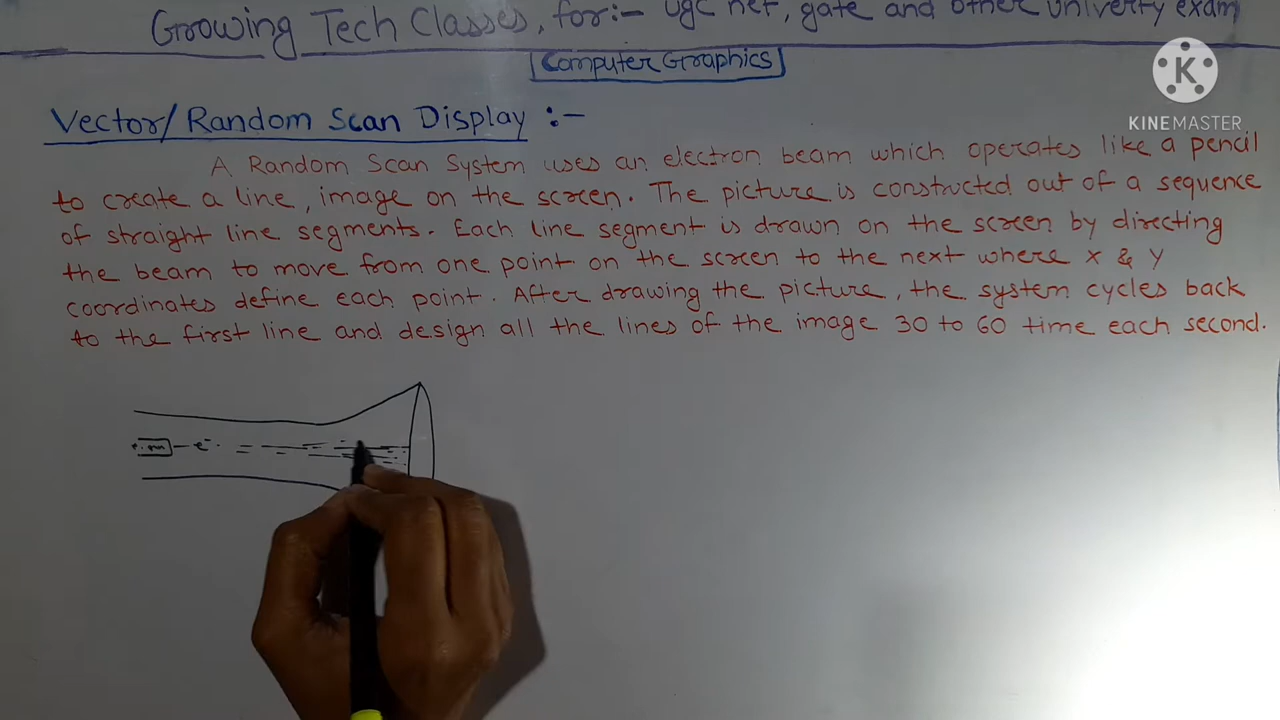 Growing Tech Classes, for:- ugc net, gate and other univerty exam
Computer Graphics
KINEMASTER
Vector/Random Scan Display :-
A Random Scan System uses an electron beam which operates like a pencil
to create a line, image on the screen. The picture is constructed out of a sequence
of straight line segments. Each line segment is drawn on the screen by directing
the beam to move from one point on the screen to the next where x & y
coordinates define each point. After drawing the picture, the system cycles back
to the first line and design all the lines of the image 30 to 60 time each second.
e-